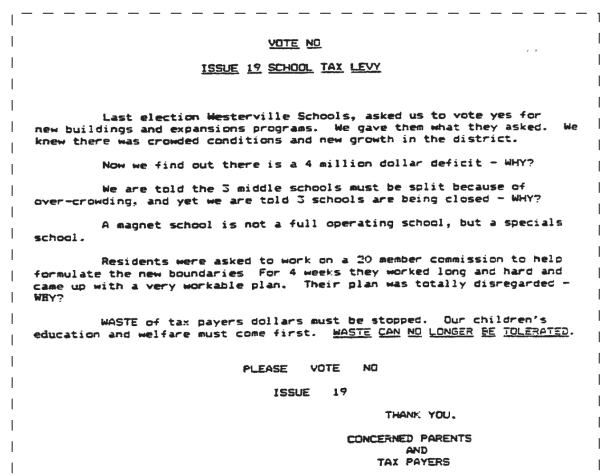 VOTE NO
ISSUE 19 SCHOOL TAX LEVY
Last election Westerville Schools, asked us to vote yes for
new buildings and expansions programs. We gave them what they asked. We
knew there was crowded conditions and new growth in the district.
Now we find out there is a 4 million dollar deficit - WHY?
We are told the 3 middle schools must be split because of
over-crowding, and yet we are told 3 schools are being closed - WHY?
A magnet school is not a full operating school, but a specials
school.
Residents were asked to work on a 20 member commission to help
formulate the new boundaries For 4 weeks they worked long and hard and
came up with a very workable plan. Their plan was totally disregarded -
WHY?
WASTE of tax payers dollars must be stopped. Our children's
education and welfare must come first. WASTE CAN NO LONGER BE TOLERATED.
PLEASE VOTE NO
ISSUE 19
THANK YOU.
CONCERNED PARENTS
AND
TAX PAYERS